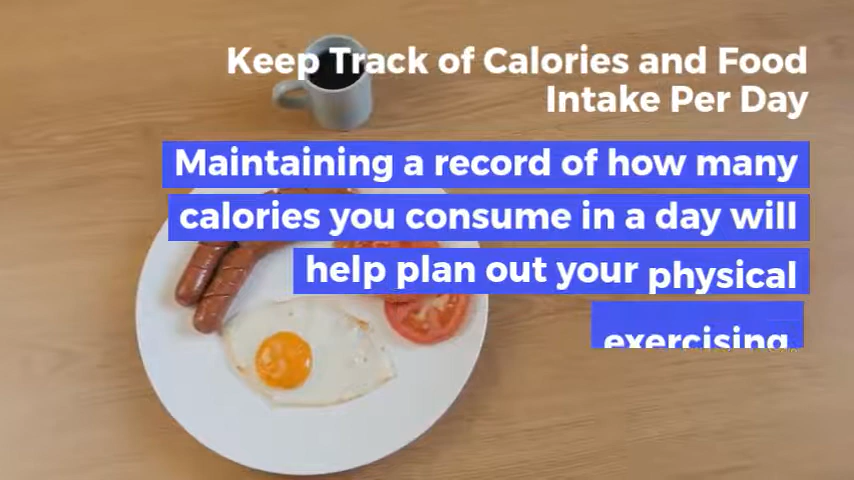 Keep Track of Calories and Food
Intake Per Day
Maintaining a record of how many
calories you consume in a day will
help plan out your physical
exercising.